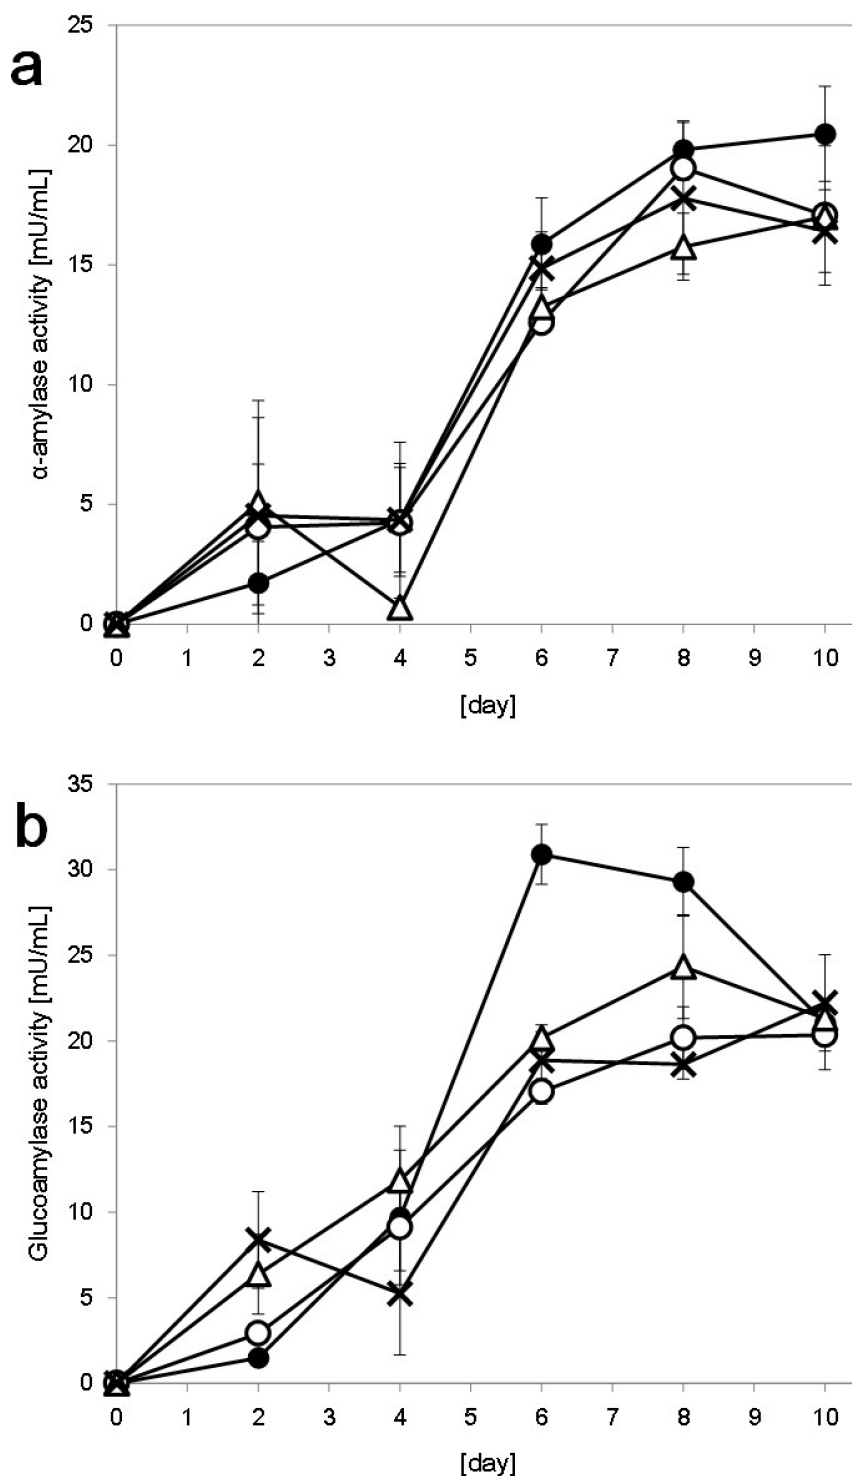 a
25
20
15
10
5
0
α-amylase activity [mU/mL]
0 1 2 3 4 5 6 7 8 9 10
[day]
b
35
30
25
20
15
10
5
0
Glucoamylase activity [mU/mL]
0 1 2 3 4 5 6 7 8 9 10
[day]